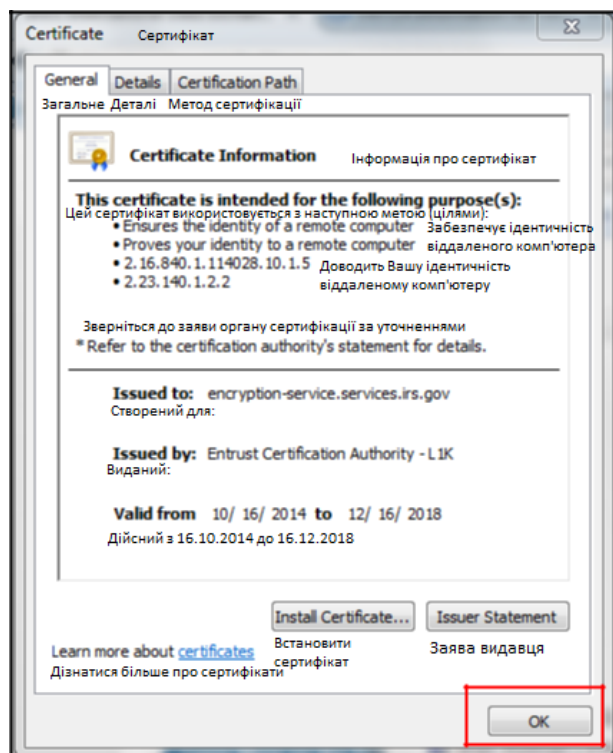 Certificate Сертифікат
General Details Certification Path
Загальне Деталі Метод сертифікації
Certificate Information Інформація про сертифікат
This certificate is intended for the following purpose(s):
Цей сертифікат використовується з наступною метою (цілями):
• Ensures the identity of a remote computer Забезпечує ідентичність
• Proves your identity to a remote computer віддаленого комп'ютера
• 2.16.840.1.114028.10.1.5 Доводить Вашу ідентичність
• 2.23.140.1.2.2 віддаленому комп'ютеру
Зверніться до заяви органу сертифікації за уточненнями
* Refer to the certification authority's statement for details.
Issued to: encryption-service.services.irs.gov
Створений для:
Issued by: Entrust Certification Authority - L1K
Виданий:
Valid from 10/ 16/ 2014 to 12/ 16/ 2018
Дійсний з 16.10.2014 до 16.12.2018
Install Certificate... Issuer Statement
Встановити Заява видавця
сертифікат
Learn more about certificates
Дізнатися більше про сертифікати
OK